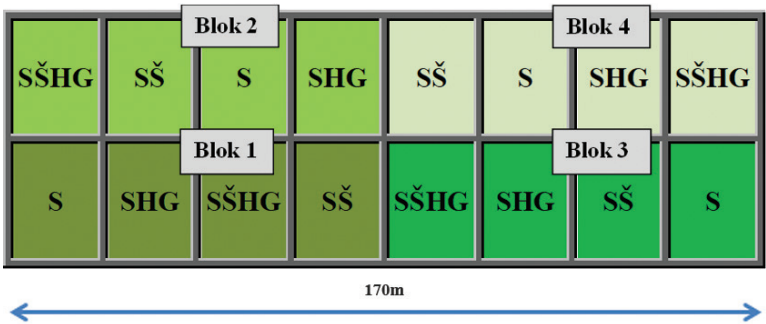 Blok 2 Blok 4
SŠHG SŠ S SHG SŠ S SHG SŠHG
Blok 1 Blok 3
S SHG SŠHG SŠ SŠHG SHG SŠ S
170m